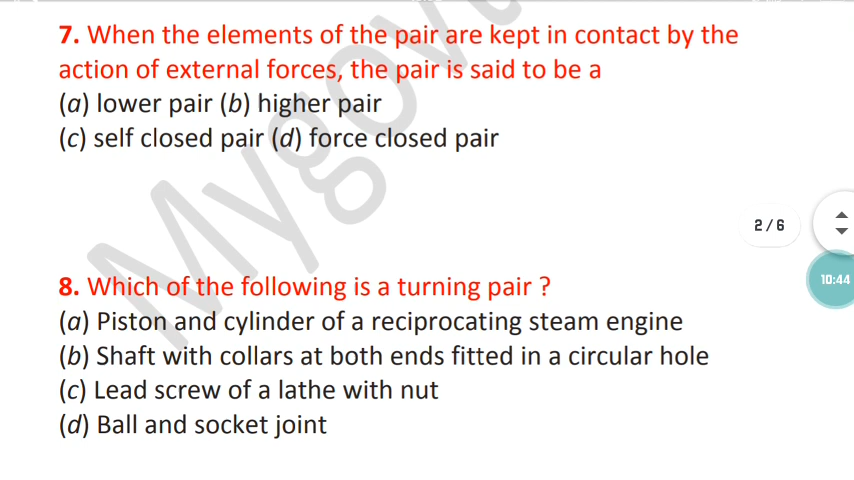 7. When the elements of the pair are kept in contact by the
action of external forces, the pair is said to be a
(a) lower pair (b) higher pair
(c) self closed pair (d) force closed pair
2/6
10:44
8. Which of the following is a turning pair ?
(a) Piston and cylinder of a reciprocating steam engine
(b) Shaft with collars at both ends fitted in a circular hole
(c) Lead screw of a lathe with nut
(d) Ball and socket joint